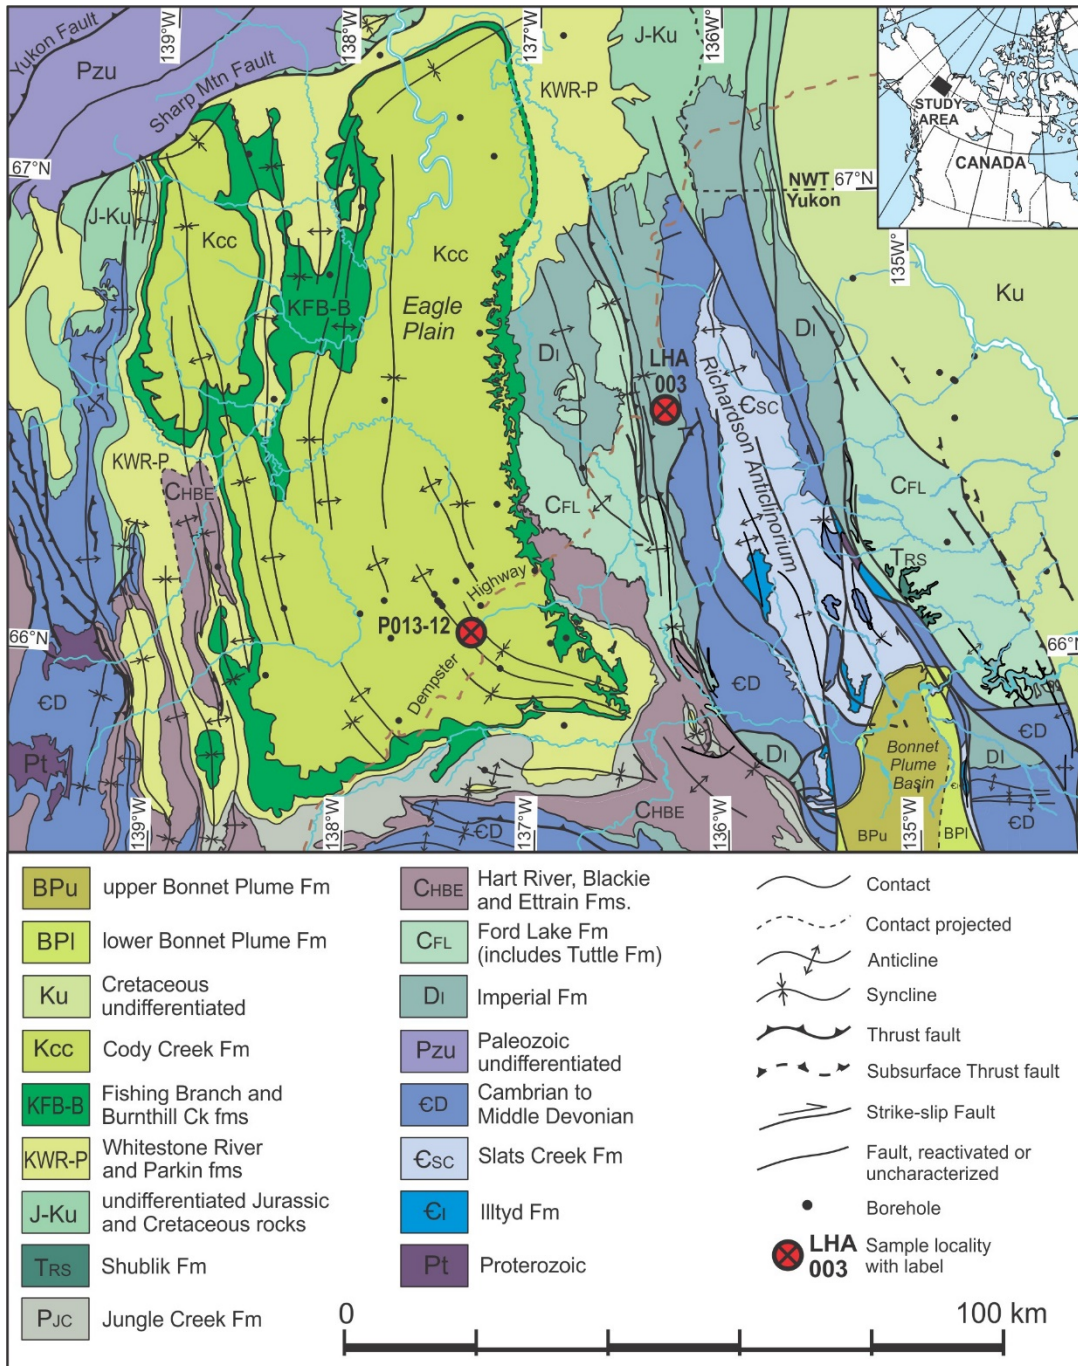 139°W
138°W
137°W
136°W
Yukon Fault
Pzu
Sharp Mtn Fault
J-Ku
KWR-P
STUDY
AREA
CANADA
67°N
NWT 67°N
Yukon
J-Ku
Kcc
Kcc
135°W
Ku
KFB-B
Eagle
Plain
DI
LHA
003
DI
ЄSC
Richardson Anticlinorium
KWR-P
CHBE
CFL
CFL
TRS
Highway
P013-12
66°N
66°N
Dempster
ЄD
ЄD
Pt
DI
Bonnet
Plume
Basin
DI
139°W
138°W
137°W
ЄD
CHBE
136°W
BPu
135°W
BPl
ЄD
BPu upper Bonnet Plume Fm
BPl lower Bonnet Plume Fm
Ku Cretaceous
undifferentiated
Kcc Cody Creek Fm
KFB-B Fishing Branch and
Burnthill Ck fms
KWR-P Whitestone River
and Parkin fms
J-Ku undifferentiated Jurassic
and Cretaceous rocks
TRS Shublik Fm
PJC Jungle Creek Fm
CHBE Hart River, Blackie
and Ettrain Fms.
CFL Ford Lake Fm
(includes Tuttle Fm)
DI Imperial Fm
Pzu Paleozoic
undifferentiated
ЄD Cambrian to
Middle Devonian
ЄSC Slats Creek Fm
ЄI Illtyd Fm
Pt Proterozoic
Contact
Contact projected
Anticline
Syncline
Thrust fault
Subsurface Thrust fault
Strike-slip Fault
Fault, reactivated or
uncharacterized
Borehole
LHA
003
Sample locality
with label
0 100 km